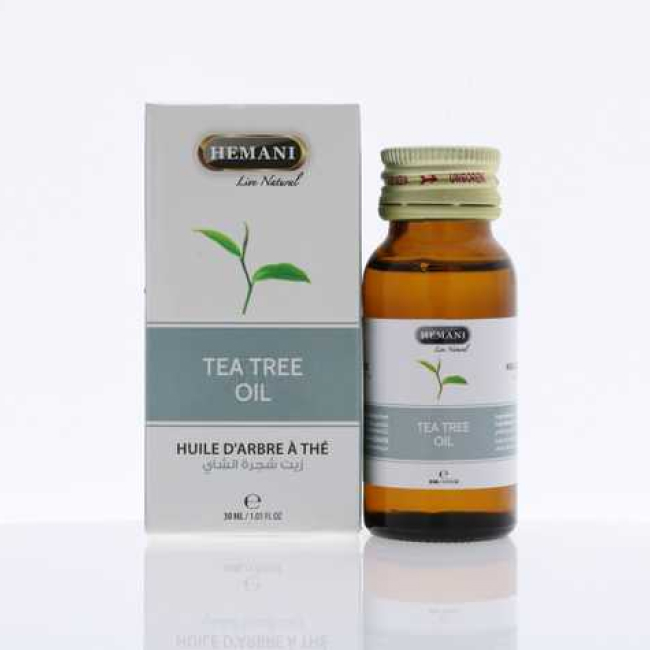 HEMANI
Live Natural
TEA TREE
OIL
HUILE D'ARBRE À THÉ
زيت شجرة الشاي
30 ML / 1.01 FL OZ
HEMANI
Live Natural
TEA TREE
OIL